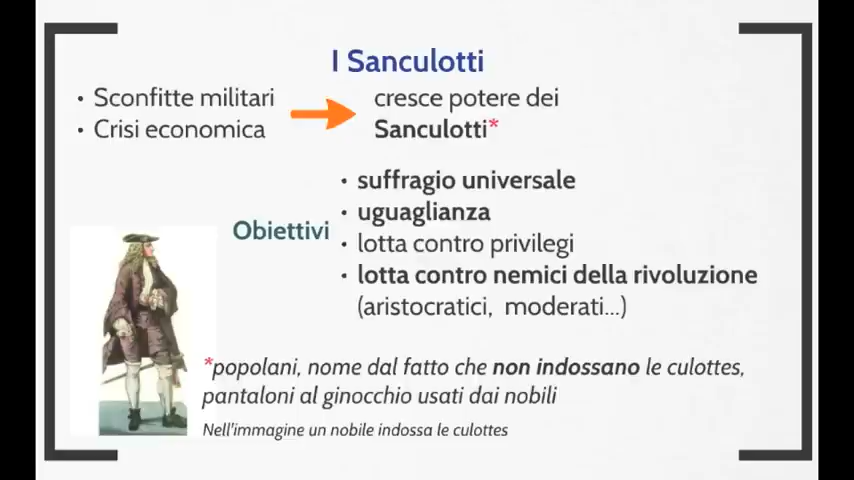 I Sanculotti
• Sconfitte militari
• Crisi economica
cresce potere dei
Sanculotti*
Obiettivi
• suffragio universale
• uguaglianza
• lotta contro privilegi
• lotta contro nemici della rivoluzione
(aristocratici, moderati...)
*popolani, nome dal fatto che non indossano le culottes,
pantaloni al ginocchio usati dai nobili
Nell'immagine un nobile indossa le culottes